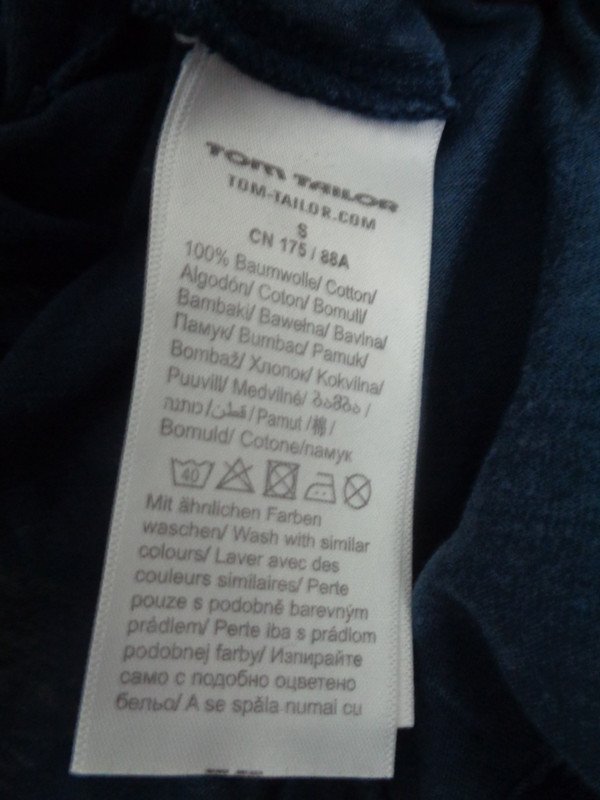 TOM TAILOR
TOM-TAILOR.COM
S
CN 175 / 88A
100% Baumwolle/ Cotton/
Algodón/ Coton/ Bomull/
Bambaki/ Bawełna/ Bavlna/
Памук/ Bumbac/ Pamuk/
Bombaž/ Хлопок/ Kokvilna/
Puuvill/ Medvilnė/ ბამბა /
כותנה /قطن / Pamut /棉/
Bomuld/ Cotone/памук
40
Mit ähnlichen Farben
waschen/ Wash with similar
colours/ Laver avec des
couleurs similaires/ Perte
pouze s podobně barevným
prádlem/ Perte iba s prádlom
podobnej farby/ Изпирайте
само с подобно оцветено
бельо/ A se spăla numai cu